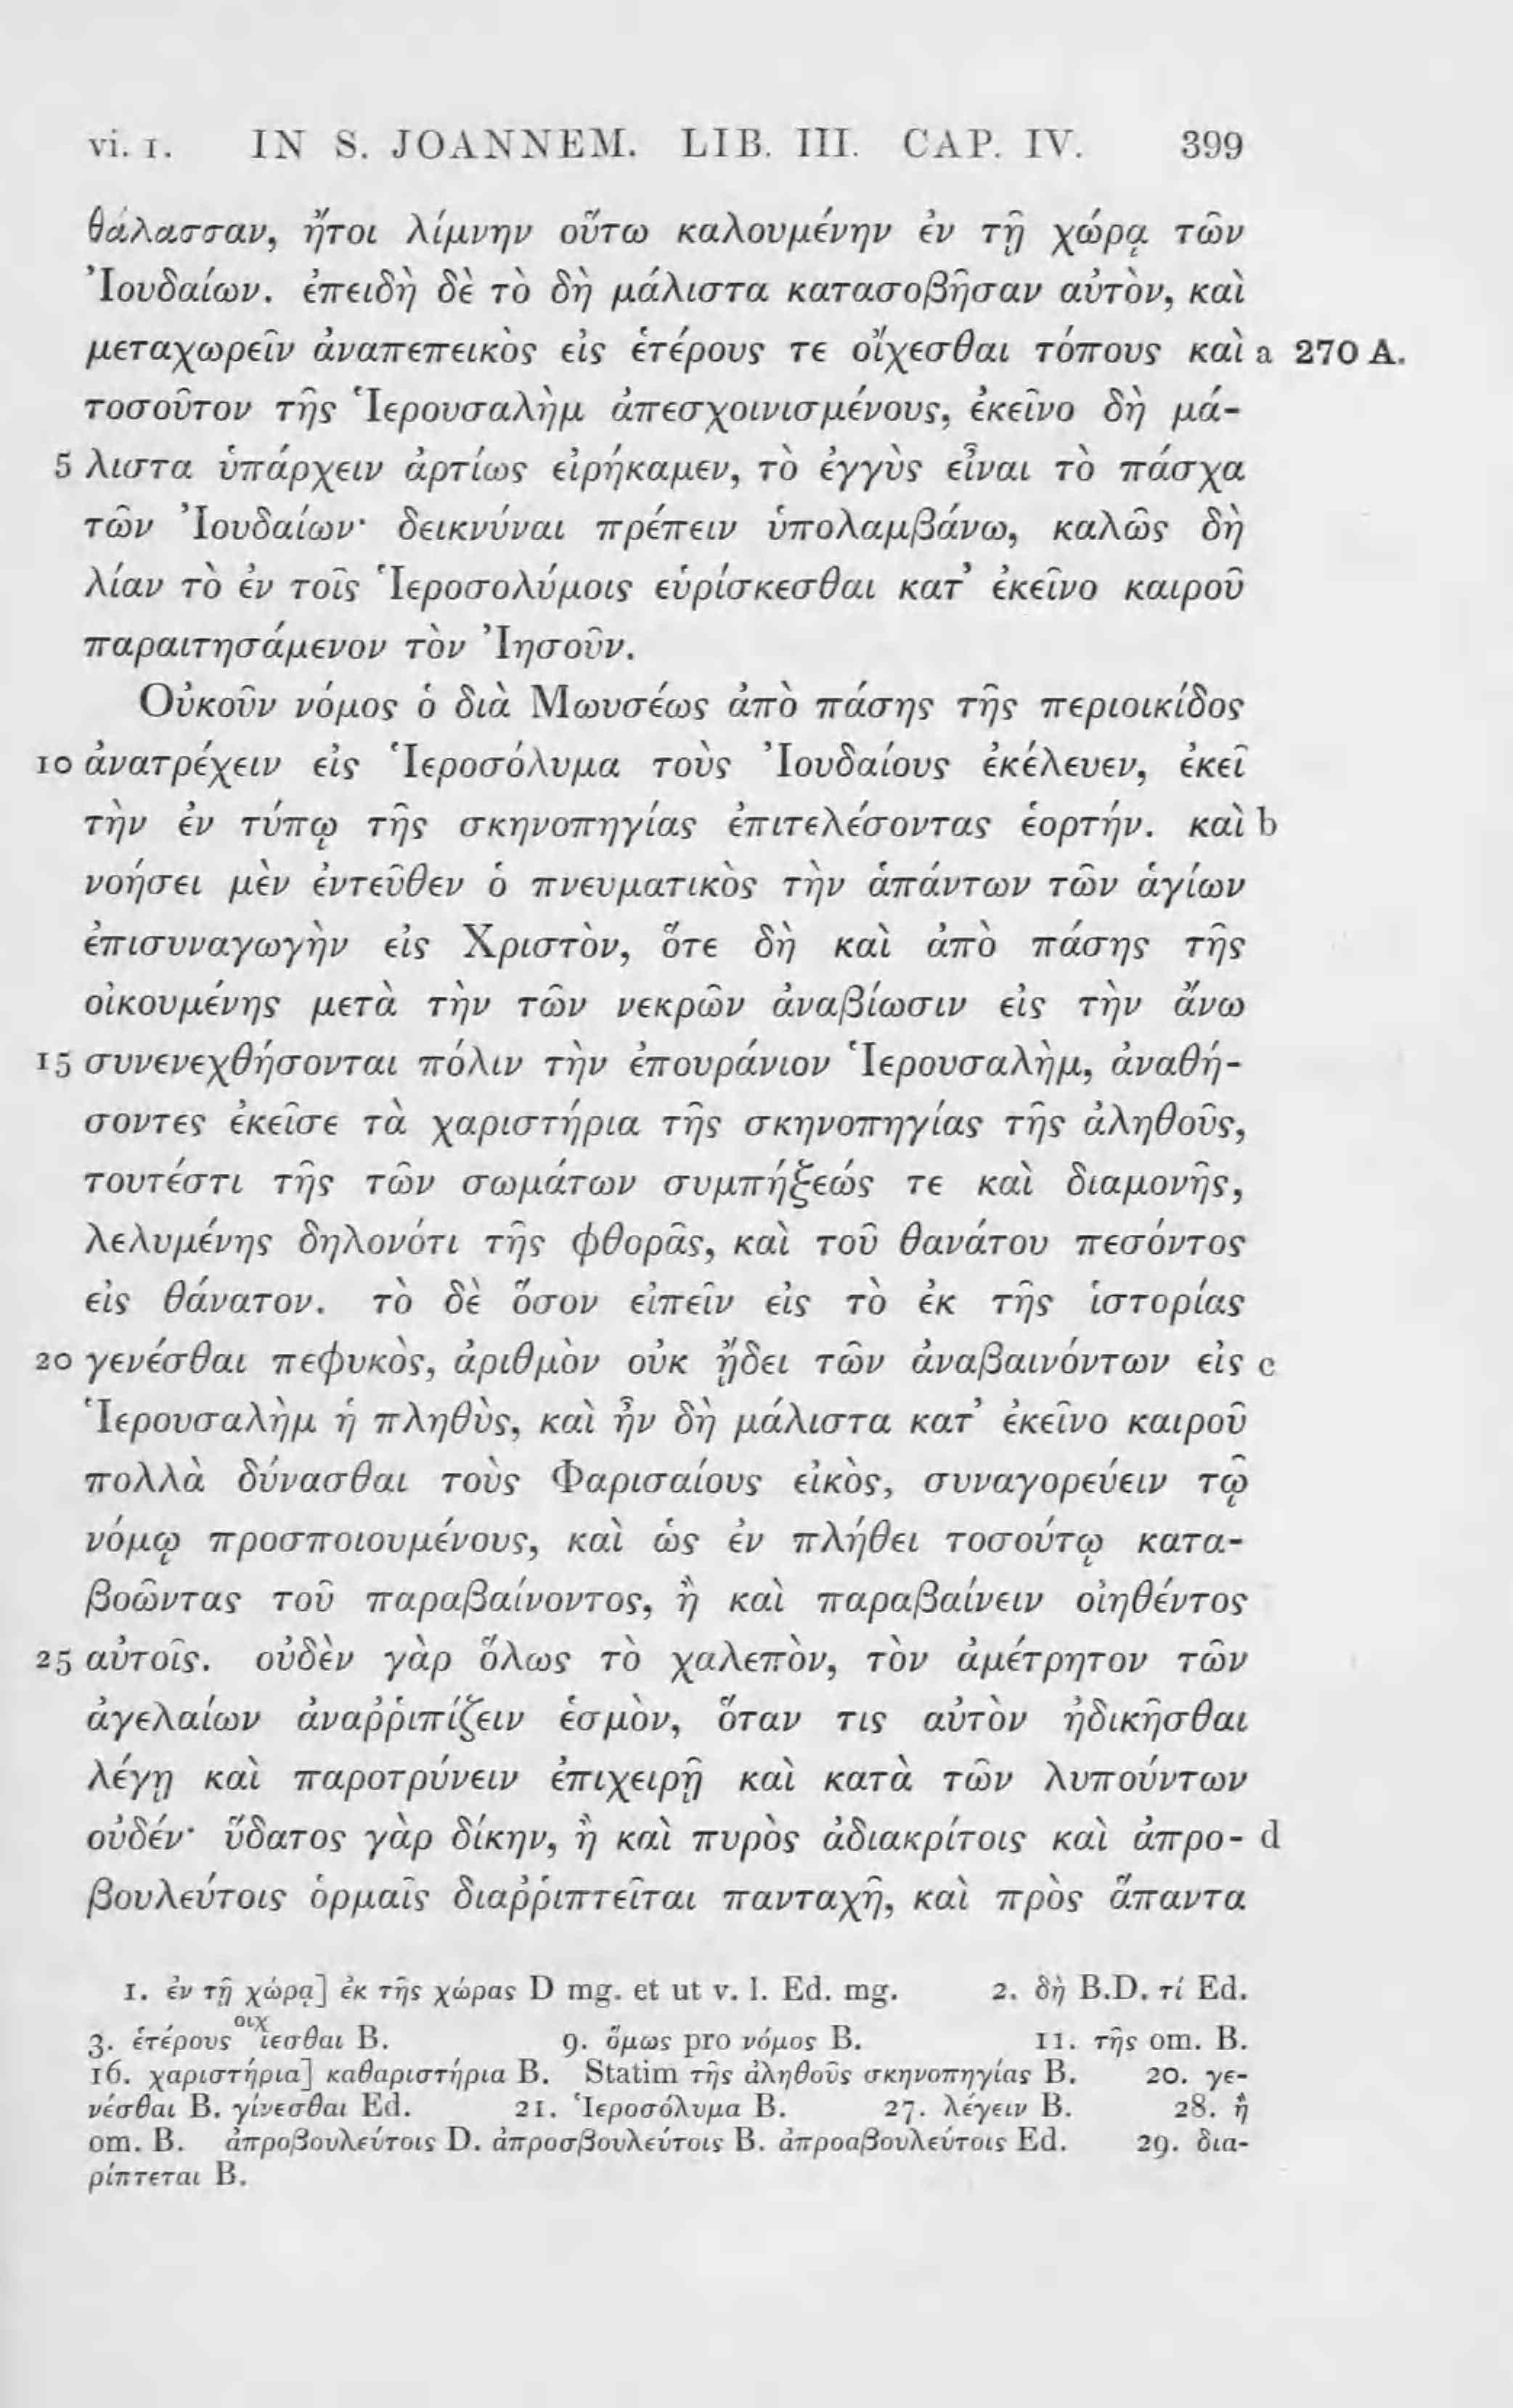 vi. 1. IN S. JOANNEM. LIB. III. CAP. IV. 399
θάλασσαν, ἤτοι λίμνην οὕτω καλουμένην ἐν τῇ χώρᾳ τῶν
Ἰουδαίων. ἐπειδὴ δὲ τὸ δὴ μάλιστα κατασοβῆσαν αὐτὸν, καὶ
μεταχωρεῖν ἀναπεπεικὸς εἰς ἑτέρους τε οἴχεσθαι τόπους καὶ a 270 A.
τοσοῦτον τῆς Ἱερουσαλὴμ ἀπεσχοινισμένους, ἐκεῖνο δὴ μά-
5 λιστα ὑπάρχειν ἀρτίως εἰρήκαμεν, τὸ ἐγγὺς εἶναι τὸ πάσχα
τῶν Ἰουδαίων· δεικνύναι πρέπειν ὑπολαμβάνω, καλῶς δὴ
λίαν τὸ ἐν τοῖς Ἱεροσολύμοις εὑρίσκεσθαι κατ’ ἐκεῖνο καιροῦ
παραιτησάμενον τὸν Ἰησοῦν.
Οὐκοῦν νόμος ὁ διὰ Μωυσέως ἀπὸ πάσης τῆς περιοικίδος
10 ἀνατρέχειν εἰς Ἱεροσόλυμα τοὺς Ἰουδαίους ἐκέλευεν, ἐκεῖ
τὴν ἐν τύπῳ τῆς σκηνοπηγίας ἐπιτελέσοντας ἑορτήν. καὶ b
νοήσει μὲν ἐντεῦθεν ὁ πνευματικὸς τὴν ἁπάντων τῶν ἁγίων
ἐπισυναγωγὴν εἰς Χριστὸν, ὅτε δὴ καὶ ἀπὸ πάσης τῆς
οἰκουμένης μετὰ τὴν τῶν νεκρῶν ἀναβίωσιν εἰς τὴν ἄνω
15 συνενεχθήσονται πόλιν τὴν ἐπουράνιον Ἱερουσαλὴμ, ἀναθή-
σοντες ἐκεῖσε τὰ χαριστήρια τῆς σκηνοπηγίας τῆς ἀληθοῦς,
τουτέστι τῆς τῶν σωμάτων συμπήξεώς τε καὶ διαμονῆς,
λελυμένης δηλονότι τῆς φθορᾶς, καὶ τοῦ θανάτου πεσόντος
εἰς θάνατον. τὸ δὲ ὅσον εἰπεῖν εἰς τὸ ἐκ τῆς ἱστορίας
20 γενέσθαι πεφυκὸς, ἀριθμὸν οὐκ ᾔδει τῶν ἀναβαινόντων εἰς c
Ἱερουσαλὴμ ἡ πληθὺς, καὶ ἦν δὴ μάλιστα κατ’ ἐκεῖνο καιροῦ
πολλὰ δύνασθαι τοὺς Φαρισαίους εἰκὸς, συναγορεύειν τῷ
νόμῳ προσποιουμένους, καὶ ὡς ἐν πλήθει τοσούτῳ κατα-
βοῶντας τοῦ παραβαίνοντος, ἢ καὶ παραβαίνειν οἰηθέντος
25 αὐτοῖς. οὐδὲν γὰρ ὅλως τὸ χαλεπὸν, τὸν ἀμέτρητον τῶν
ἀγελαίων ἀναῤῥιπίζειν ἑσμὸν, ὅταν τις αὐτὸν ἠδικῆσθαι
λέγῃ καὶ παροτρύνειν ἐπιχειρῇ καὶ κατὰ τῶν λυπούντων
οὐδέν· ὕδατος γὰρ δίκην, ἢ καὶ πυρὸς ἀδιακρίτοις καὶ ἀπρο- d
βουλεύτοις ὁρμαῖς διαῤῥιπτεῖται πανταχῆ, καὶ πρὸς ἅπαντα
1. ἐν τῇ χώρᾳ] ἐκ τῆς χώρας D mg. et ut v. l. Ed. mg. 2. δὴ B.D. τί Ed.
3. ἑτέρους οιχ ἵεσθαι B. 9. ὅμως pro νόμος B. 11. τῆς om. B.
16. χαριστήρια] καθαριστήρια B. Statim τῆς ἀληθοῦς σκηνοπηγίας B. 20. γε-
νέσθαι B. γίνεσθαι Ed. 21. Ἱεροσόλυμα B. 27. λέγειν B. 28. ἢ
om. B. ἀπροβουλεύτοις D. ἀπροσβουλεύτοις B. ἀπροαβουλεύτοις Ed. 29. δια-
ρίπτεται B.